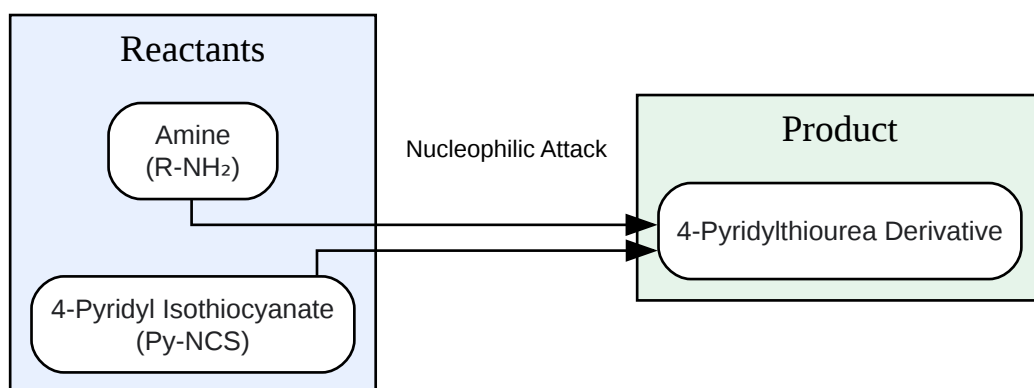 Reactants
Amine
(R-NH₂)
4-Pyridyl Isothiocyanate
(Py-NCS)
Nucleophilic Attack
Product
4-Pyridylthiourea Derivative